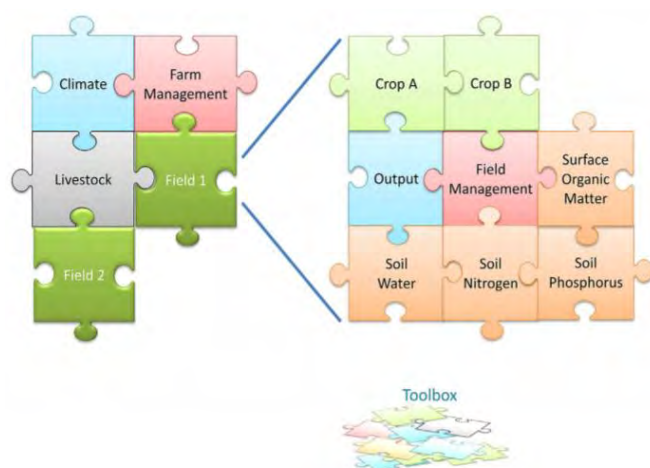 Climate
Farm
Management
Livestock
Field 1
Field 2
Crop A
Crop B
Output
Field
Management
Surface
Organic
Matter
Soil
Water
Soil
Nitrogen
Soil
Phosphorus
Toolbox